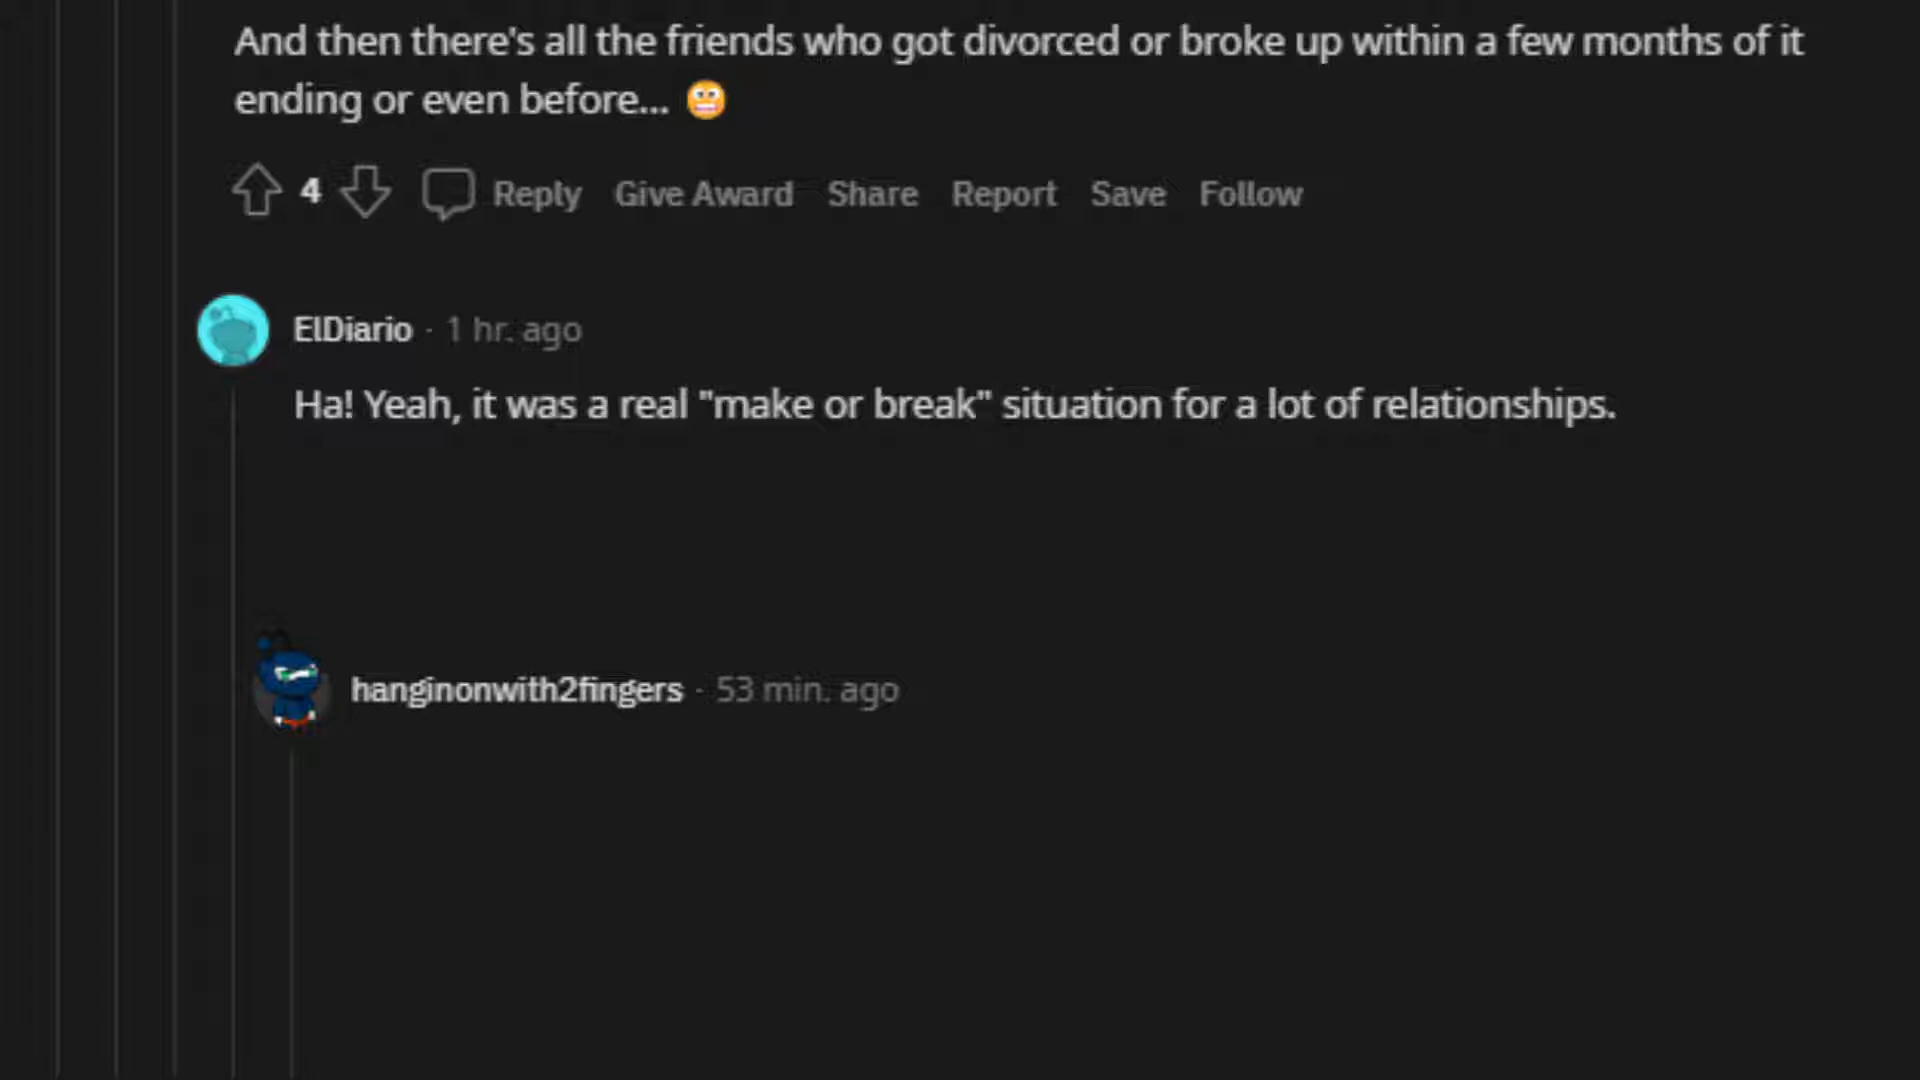 And then there's all the friends who got divorced or broke up within a few months of it
ending or even before... 😬
4 Reply Give Award Share Report Save Follow
ElDiario · 1 hr. ago
Ha! Yeah, it was a real "make or break" situation for a lot of relationships.
hanginonwith2fingers · 53 min. ago